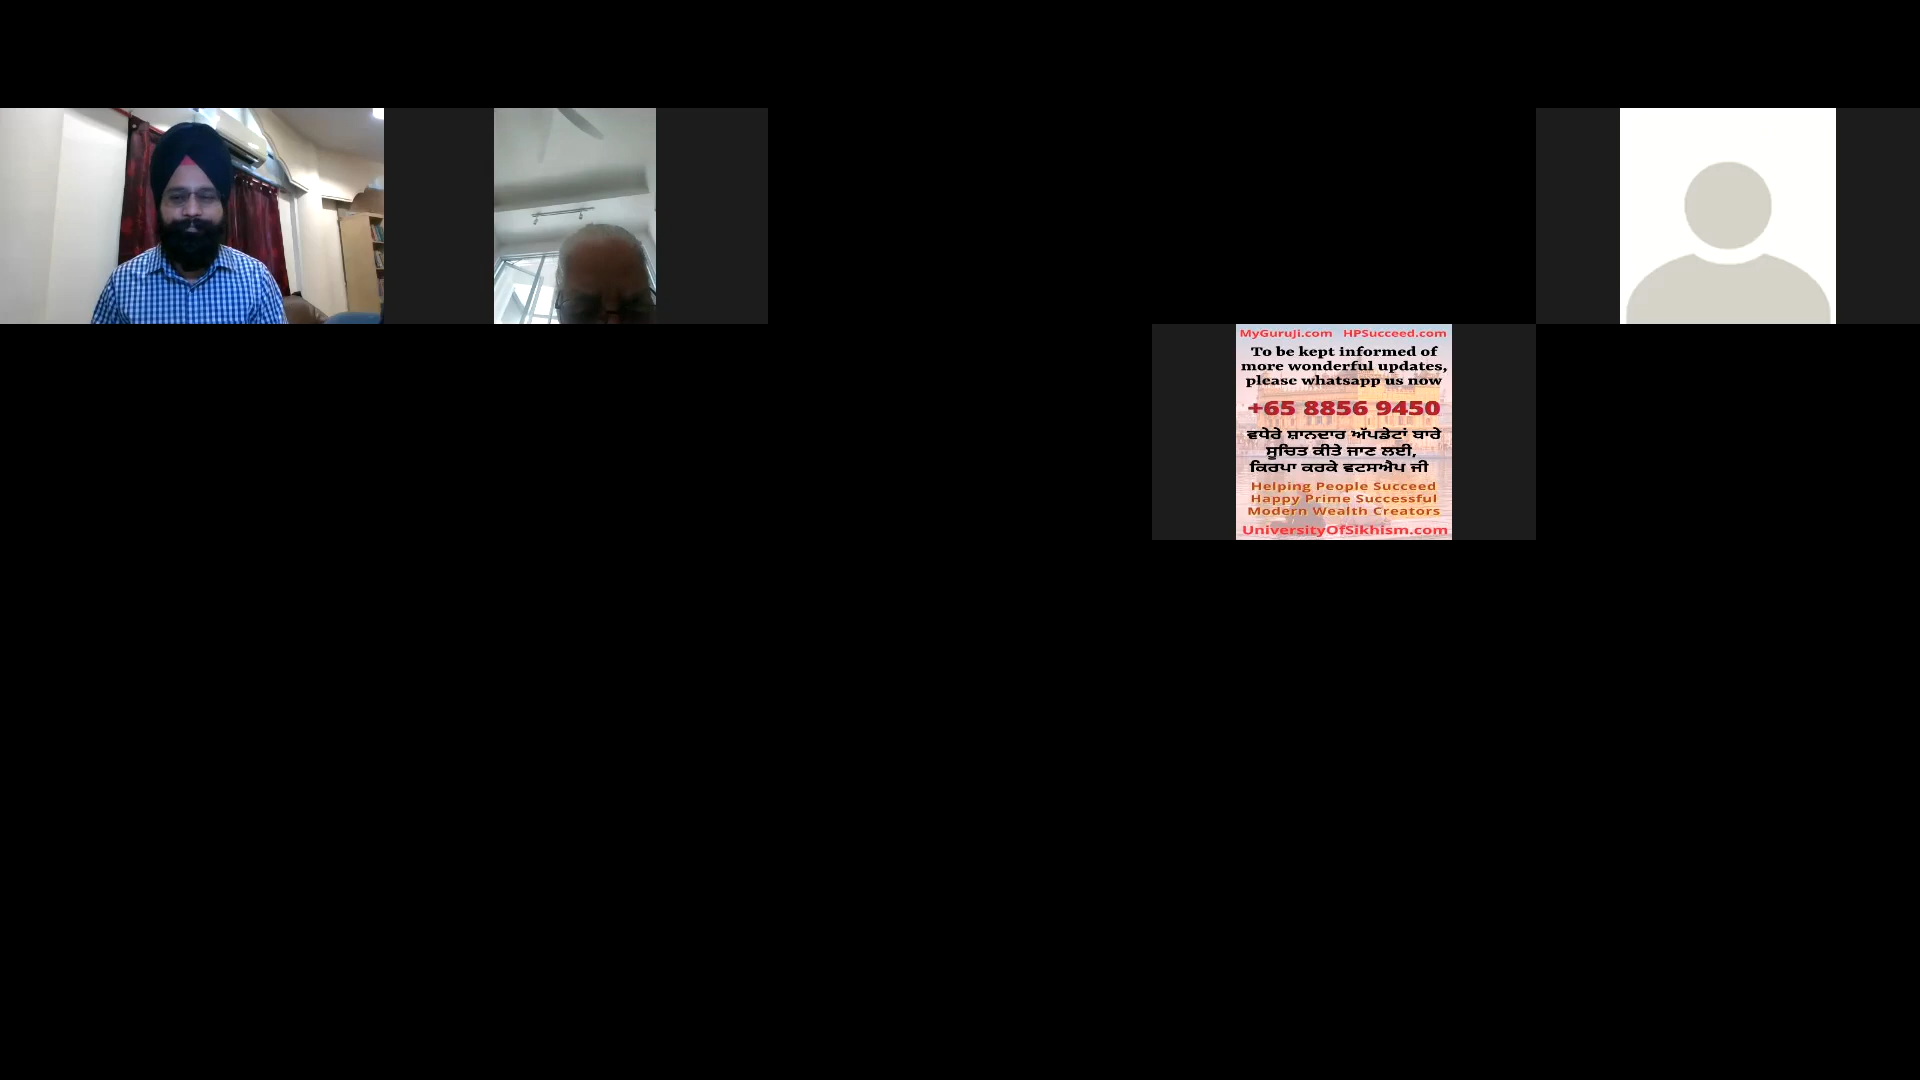 MyGuruJi.com HPSucceed.com
To be kept informed of
more wonderful updates,
please whatsapp us now
+65 8856 9450
ਵਧੇਰੇ ਸ਼ਾਨਦਾਰ ਅੱਪਡੇਟਾਂ ਬਾਰੇ
ਸੂਚਿਤ ਕੀਤੇ ਜਾਣ ਲਈ,
ਕਿਰਪਾ ਕਰਕੇ ਵਟਸਐਪ ਜੀ
Helping People Succeed
Happy Prime Successful
Modern Wealth Creators
UniversityOfSikhism.com